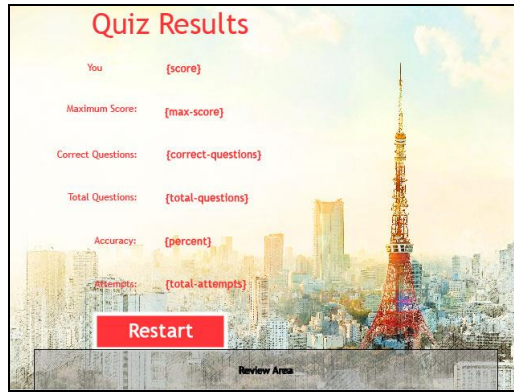 Quiz Results
You {score}
Maximum Score: {max-score}
Correct Questions: {correct-questions}
Total Questions: {total-questions}
Accuracy: {percent}
Attempts: {total-attempts}
Restart
Review Area